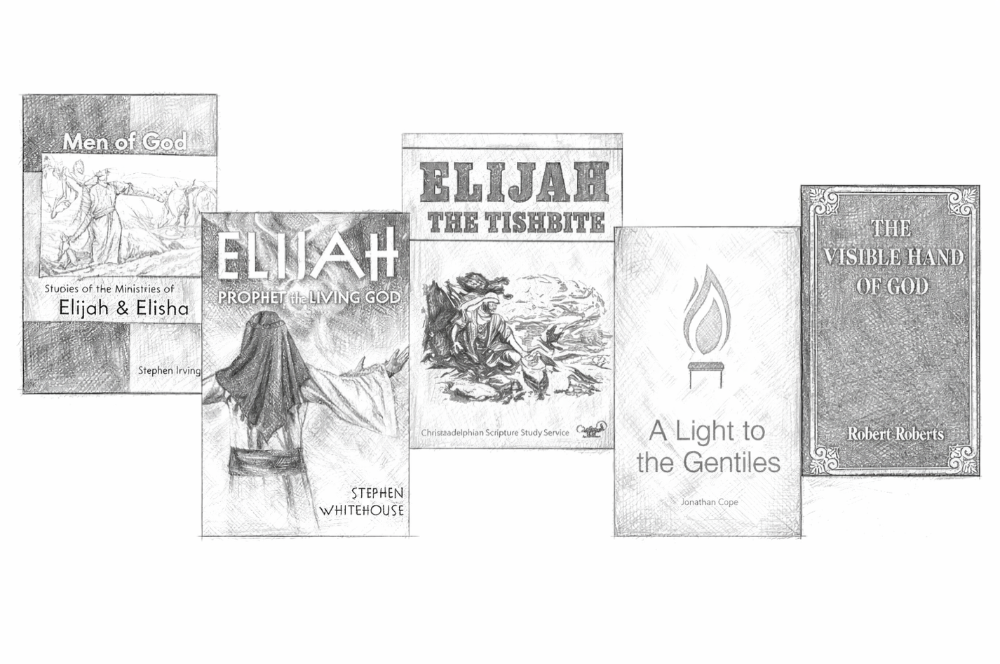 Men of God
Studies of the Ministries of
Elijah & Elisha
Stephen Irving
ELIJAH
PROPHET the LIVING GOD
STEPHEN
WHITEHOUSE
ELIJAH
THE TISHBITE
Christaadelphian Scripture Study Service
A Light to
the Gentiles
Jonathan Cope
THE
VISIBLE HAND
OF GOD
Robert Roberts